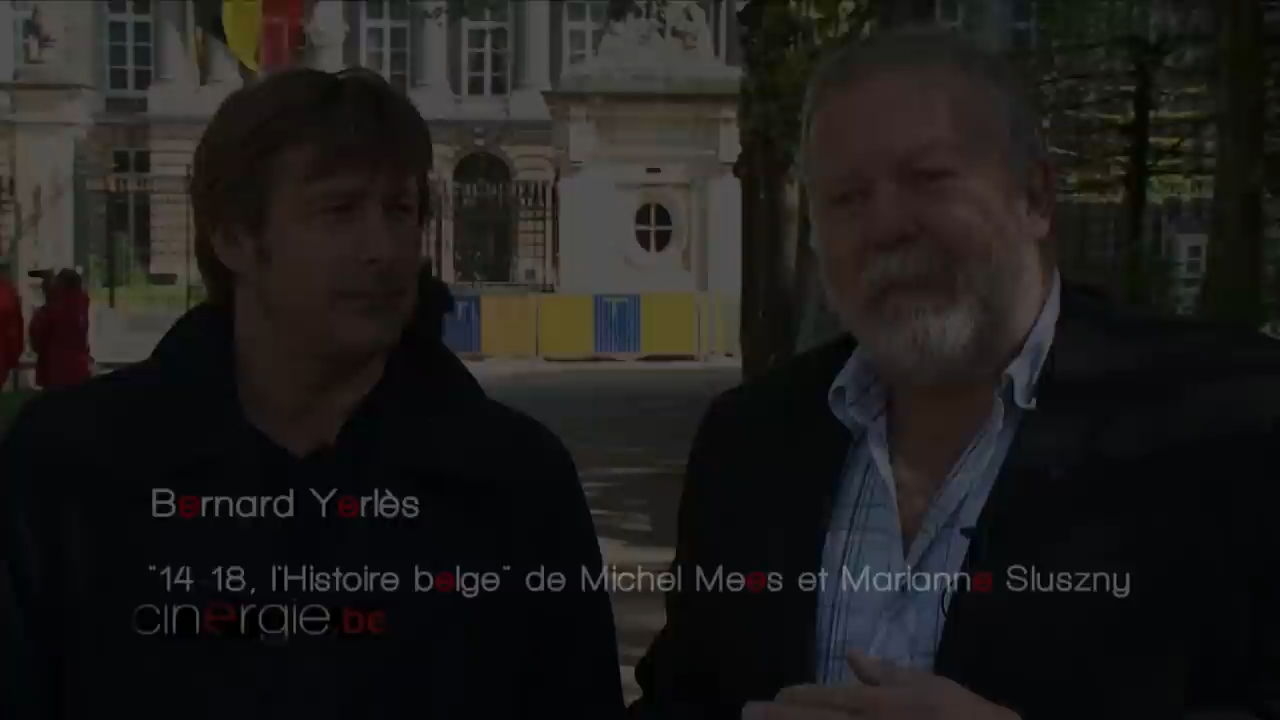 Bernard Yerlès
"14-18, l'Histoire belge" de Michel Mees et Marianne Sluszny
cinergie.be